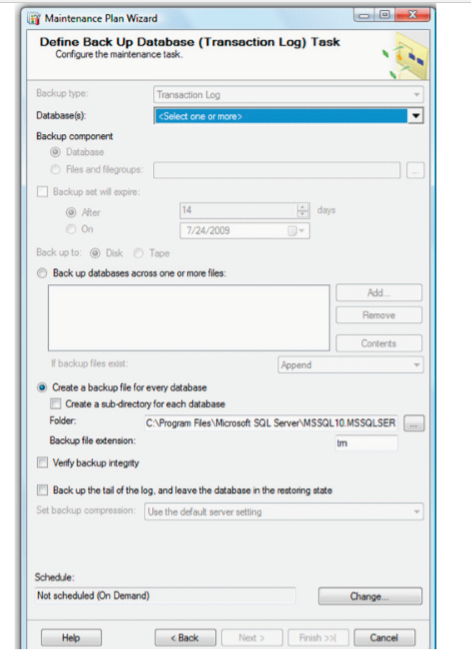 Maintenance Plan Wizard
Define Back Up Database (Transaction Log) Task
Configure the maintenance task.
Backup type: Transaction Log
Database(s): <Select one or more>
Backup component
Database
Files and filegroups: ...
Backup set will expire:
After 14 days
On 7/24/2009
Back up to: Disk Tape
Back up databases across one or more files:
Add...
Remove
Contents
If backup files exist: Append
Create a backup file for every database
Create a sub-directory for each database
Folder: C:\Program Files\Microsoft SQL Server\MSSQL10.MSSQLSER ...
Backup file extension: trn
Verify backup integrity
Back up the tail of the log, and leave the database in the restoring state
Set backup compression: Use the default server setting
Schedule:
Not scheduled (On Demand) Change...
Help < Back Next > Finish >>| Cancel